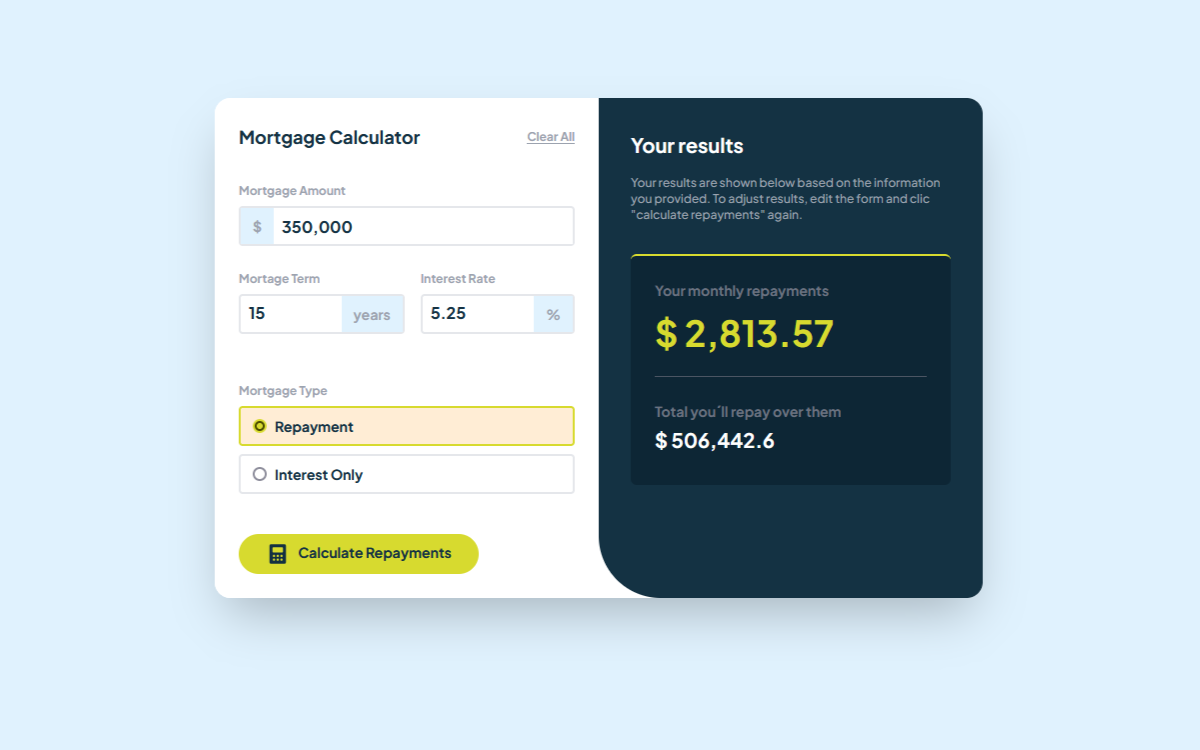 Mortgage Calculator
Clear All
Mortgage Amount
$ 350,000
Mortage Term
15 years
Interest Rate
5.25 %
Mortgage Type
Repayment
Interest Only
Calculate Repayments
Your results
Your results are shown below based on the information
you provided. To adjust results, edit the form and clic
"calculate repayments" again.
Your monthly repayments
$ 2,813.57
Total you´ll repay over them
$ 506,442.6